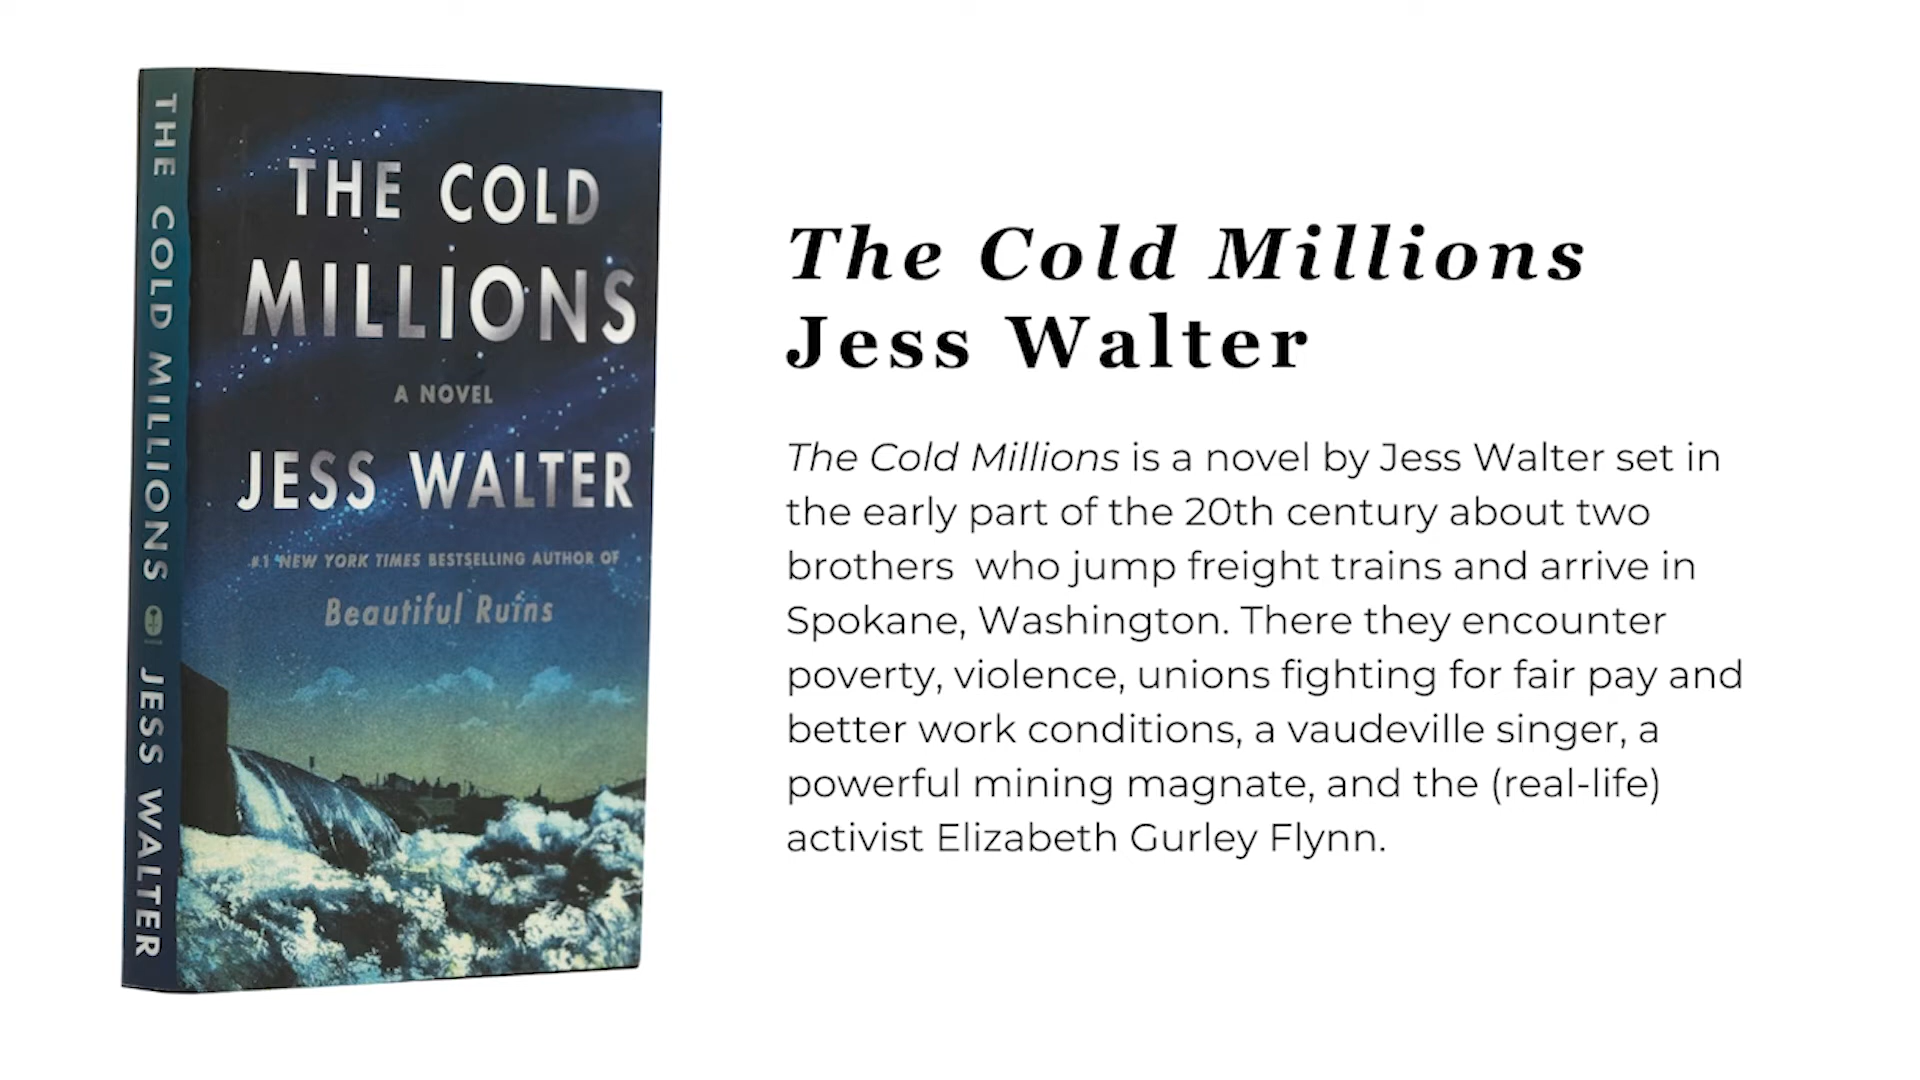 THE COLD MILLIONS JESS WALTER
THE COLD
MILLIONS
A NOVEL
JESS WALTER
#1 NEW YORK TIMES BESTSELLING AUTHOR OF
Beautiful Ruins
The Cold Millions
Jess Walter
The Cold Millions is a novel by Jess Walter set in
the early part of the 20th century about two
brothers  who jump freight trains and arrive in
Spokane, Washington. There they encounter
poverty, violence, unions fighting for fair pay and
better work conditions, a vaudeville singer, a
powerful mining magnate, and the (real-life)
activist Elizabeth Gurley Flynn.